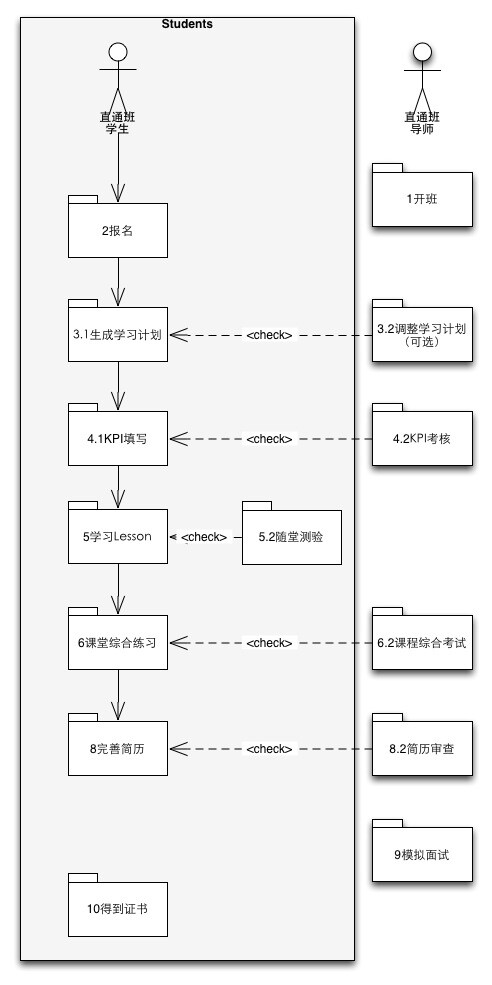 Students
直通班
学生
直通班
导师
1开班
2报名
3.1生成学习计划
<check>
3.2调整学习计划
（可选）
4.1KPI填写
<check>
4.2KPI考核
5学习Lesson
<check>
5.2随堂测验
6课堂综合练习
<check>
6.2课程综合考试
8完善简历
<check>
8.2简历审查
9模拟面试
10得到证书